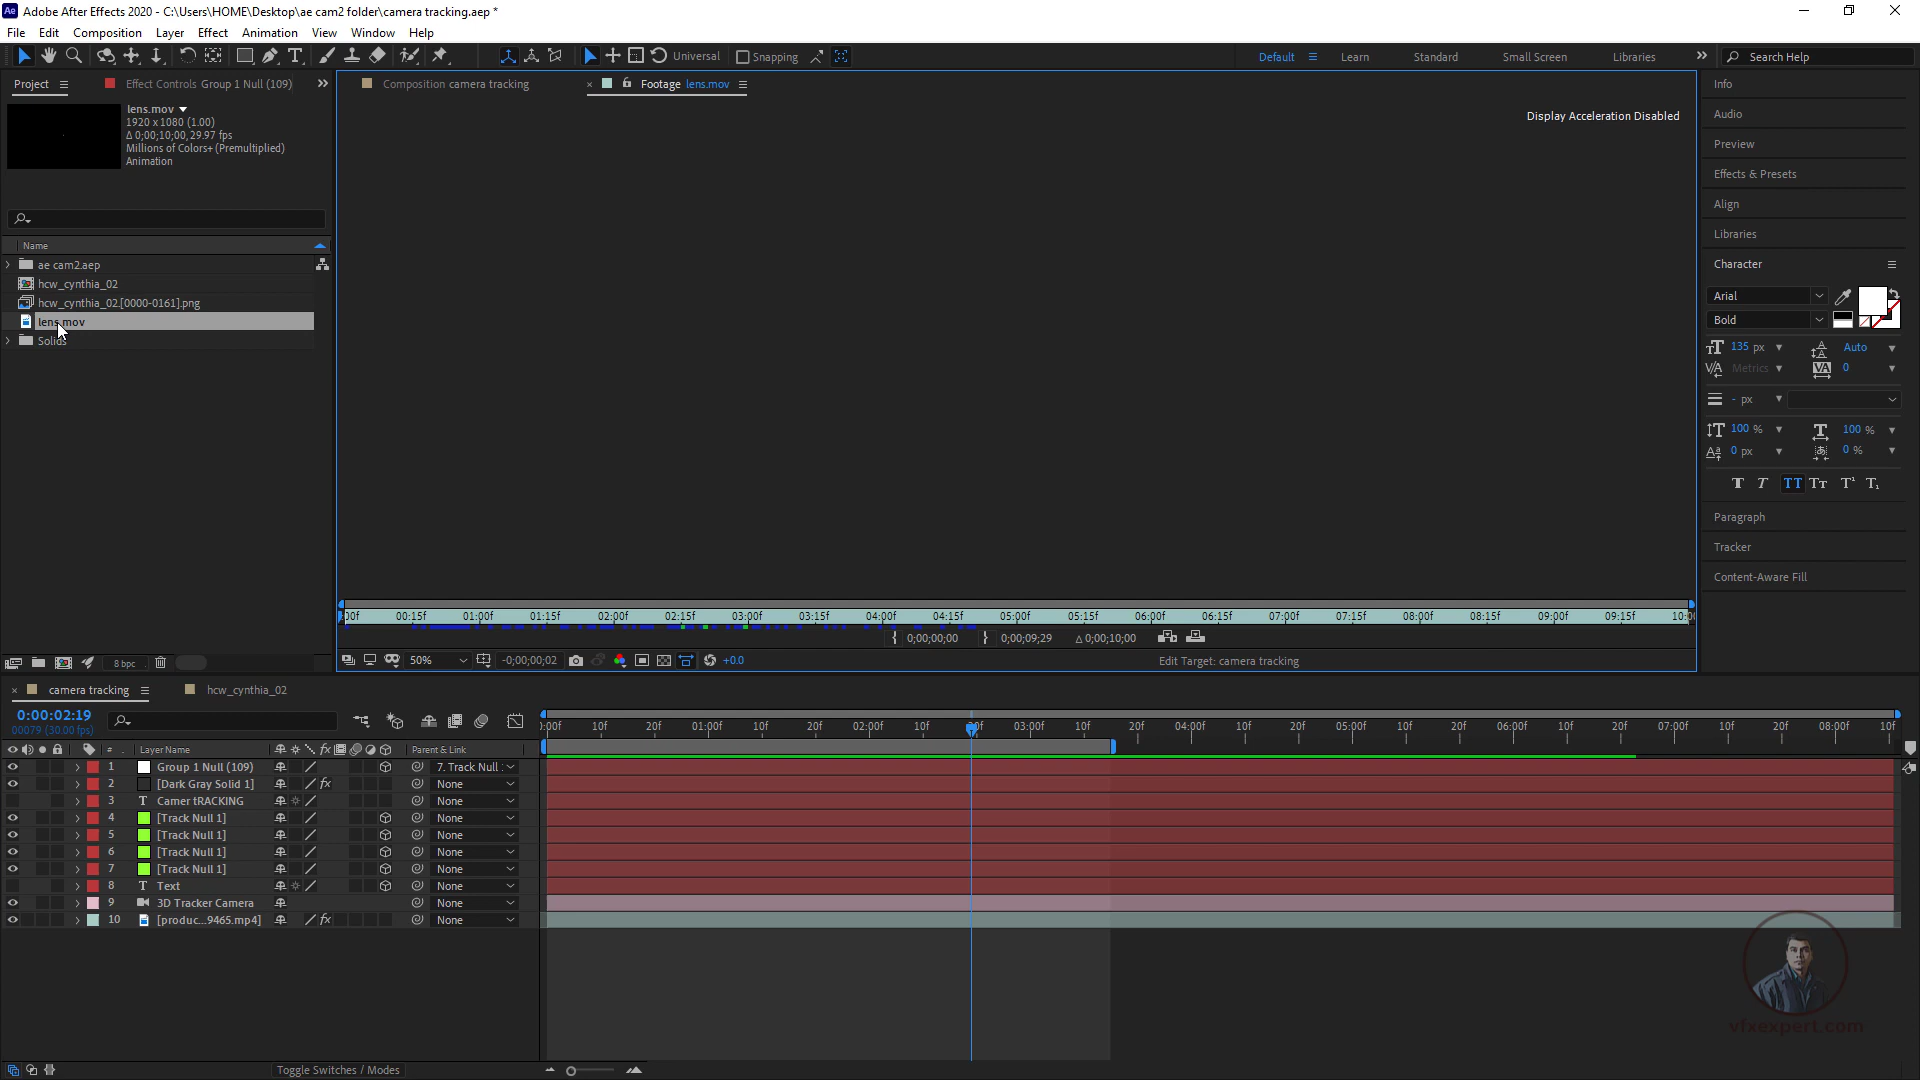 Adobe After Effects 2020 - C:\Users\HOME\Desktop\ae cam2 folder\camera tracking.aep *
File Edit Composition Layer Effect Animation View Window Help
Universal Snapping Default Learn Standard Small Screen Libraries Search Help
Project Effect Controls Group 1 Null (109) Composition camera tracking Footage lens.mov
lens.mov
1920 x 1080 (1.00)
Δ 0;00;10;00, 29.97 fps
Millions of Colors+ (Premultiplied)
Animation
Display Acceleration Disabled
Name
ae cam2.aep
hcw_cynthia_02
hcw_cynthia_02.[0000-0161].png
lens.mov
Solids
8 bpc
00f 00:15f 01:00f 01:15f 02:00f 02:15f 03:00f 03:15f 04:00f 04:15f 05:00f 05:15f 06:00f 06:15f 07:00f 07:15f 08:00f 08:15f 09:00f 09:15f 10:0
0;00;00;00 0;00;09;29 Δ 0;00;10;00
50% -0;00;00;02 +0.0 Edit Target: camera tracking
Info
Audio
Preview
Effects & Presets
Align
Libraries
Character
Arial
Bold
135 px Auto
Metrics 0
- px
100 % 100 %
0 px 0 %
T T TT Tt T¹ T₁
Paragraph
Tracker
Content-Aware Fill
camera tracking hcw_cynthia_02
0:00:02:19
00079 (30.00 fps)
:00f 10f 20f 01:00f 10f 20f 02:00f 10f 20f 03:00f 10f 20f 04:00f 10f 20f 05:00f 10f 20f 06:00f 10f 20f 07:00f 10f 20f 08:00f 10f
# Layer Name fx Parent & Link
1 Group 1 Null (109) 7. Track Null
2 [Dark Gray Solid 1] fx None
3 T Camer tRACKING None
4 [Track Null 1] None
5 [Track Null 1] None
6 [Track Null 1] None
7 [Track Null 1] None
8 T Text None
9 3D Tracker Camera None
10 [produc...9465.mp4] fx None
Toggle Switches / Modes
vfxexpert.com